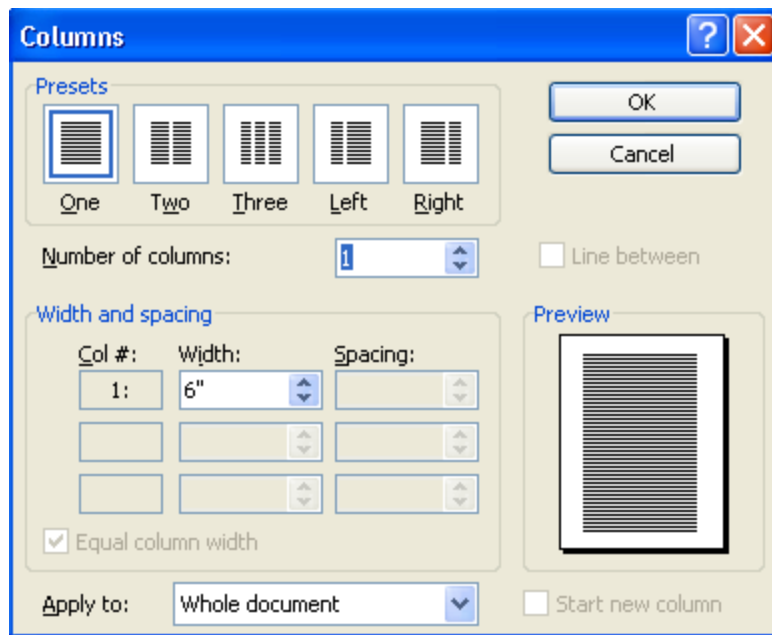 Columns
Presets
One Two Three Left Right
OK
Cancel
Number of columns: 1
Line between
Width and spacing
Col #: Width: Spacing:
1: 6"
Equal column width
Preview
Apply to: Whole document
Start new column